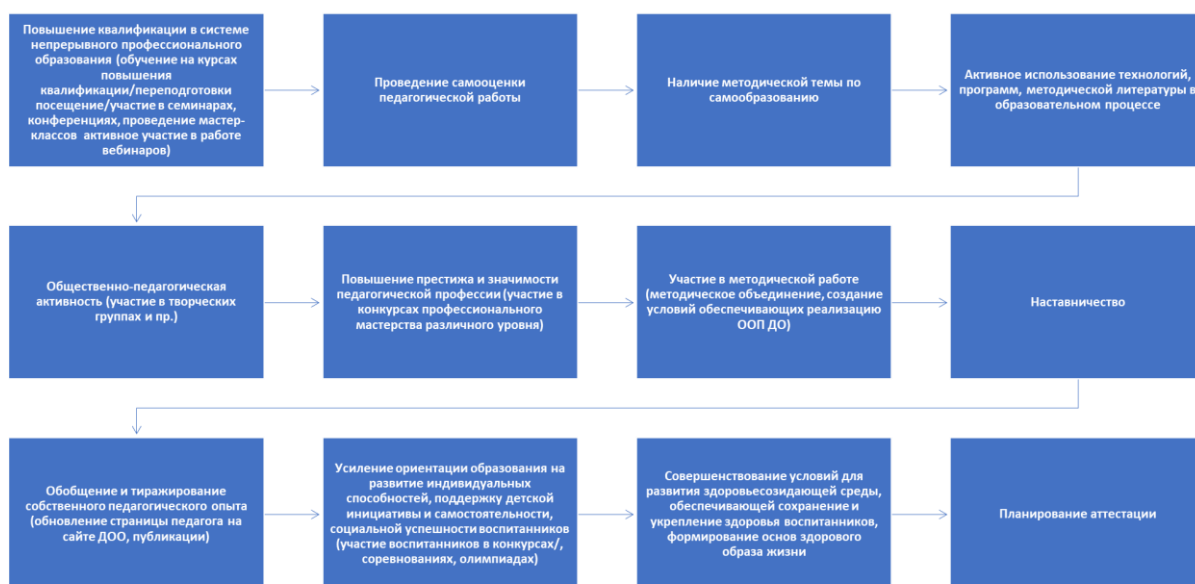 Повышение квалификации в системе
непрерывного профессионального
образования (обучение на курсах
повышения
квалификации/переподготовки
посещение/участие в семинарах,
конференциях, проведение мастер-
классов активное участие в работе
вебинаров)
Проведение самооценки
педагогической работы
Наличие методической темы по
самообразованию
Активное использование технологий,
программ, методической литературы в
образовательном процессе
Общественно-педагогическая
активность (участие в творческих
группах и пр.)
Повышение престижа и значимости
педагогической профессии (участие в
конкурсах профессионального
мастерства различного уровня)
Участие в методической работе
(методическое объединение, создание
условий обеспечивающих реализацию
ООП ДО)
Наставничество
Обобщение и тиражирование
собственного педагогического опыта
(обновление страницы педагога на
сайте ДОО, публикации)
Усиление ориентации образования на
развитие индивидуальных
способностей, поддержку детской
инициативы и самостоятельности,
социальной успешности воспитанников
(участие воспитанников в конкурсах/,
соревнованиях, олимпиадах)
Совершенствование условий для
развития здоровьесозидающей среды,
обеспечивающей сохранение и
укрепление здоровья воспитанников,
формирование основ здорового
образа жизни
Планирование аттестации